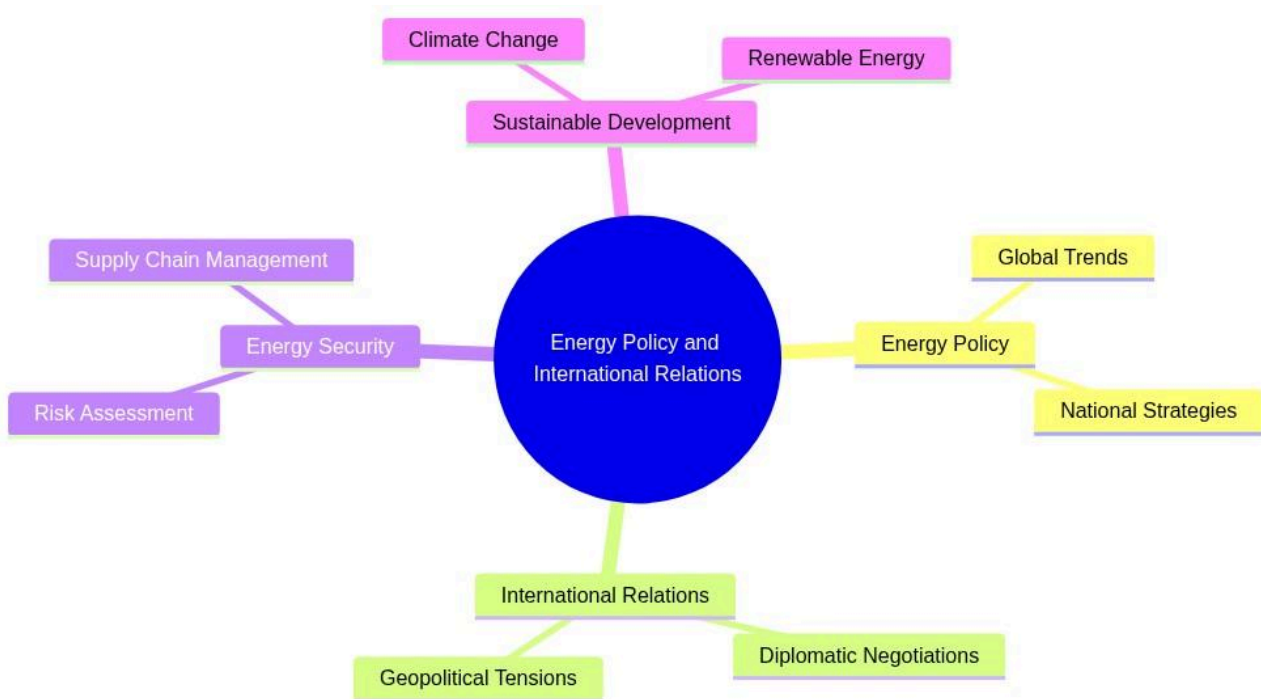 Climate Change
Renewable Energy
Sustainable Development
Supply Chain Management
Global Trends
Energy Security
Energy Policy and
International Relations
Energy Policy
Risk Assessment
National Strategies
International Relations
Geopolitical Tensions
Diplomatic Negotiations